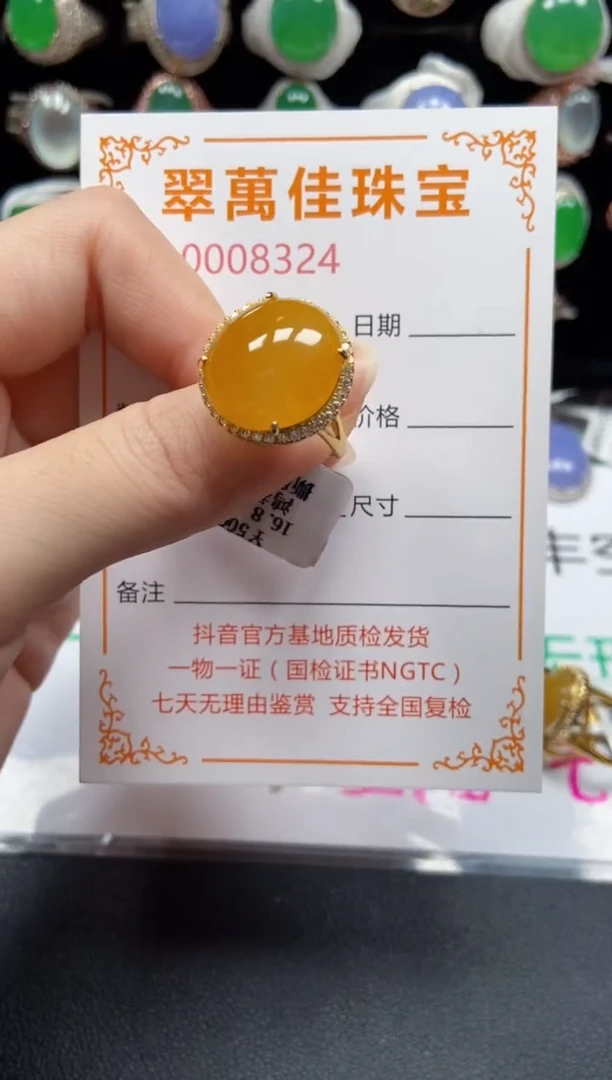 翠萬佳珠宝
0008324
日期
价格
尺寸
16.8
备注
抖音官方基地质检发货
一物一证（国检证书NGTC）
七天无理由鉴赏 支持全国复检